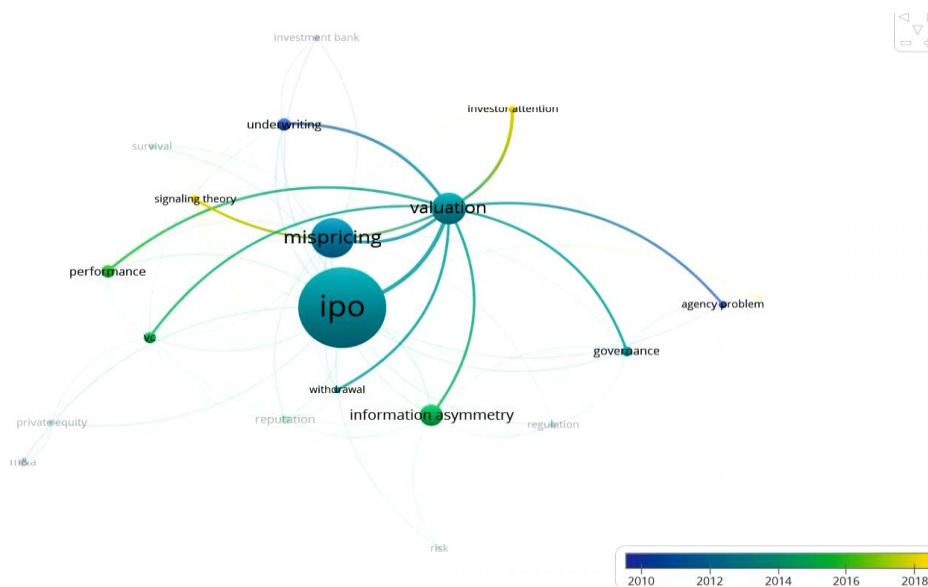 investment bank
investor attention
underwriting
survival
signaling theory
valuation
mispricing
performance
ipo
agency problem
vc
governance
withdrawal
information asymmetry
reputation
private equity
regulation
risk
2010 2012 2014 2016 2018